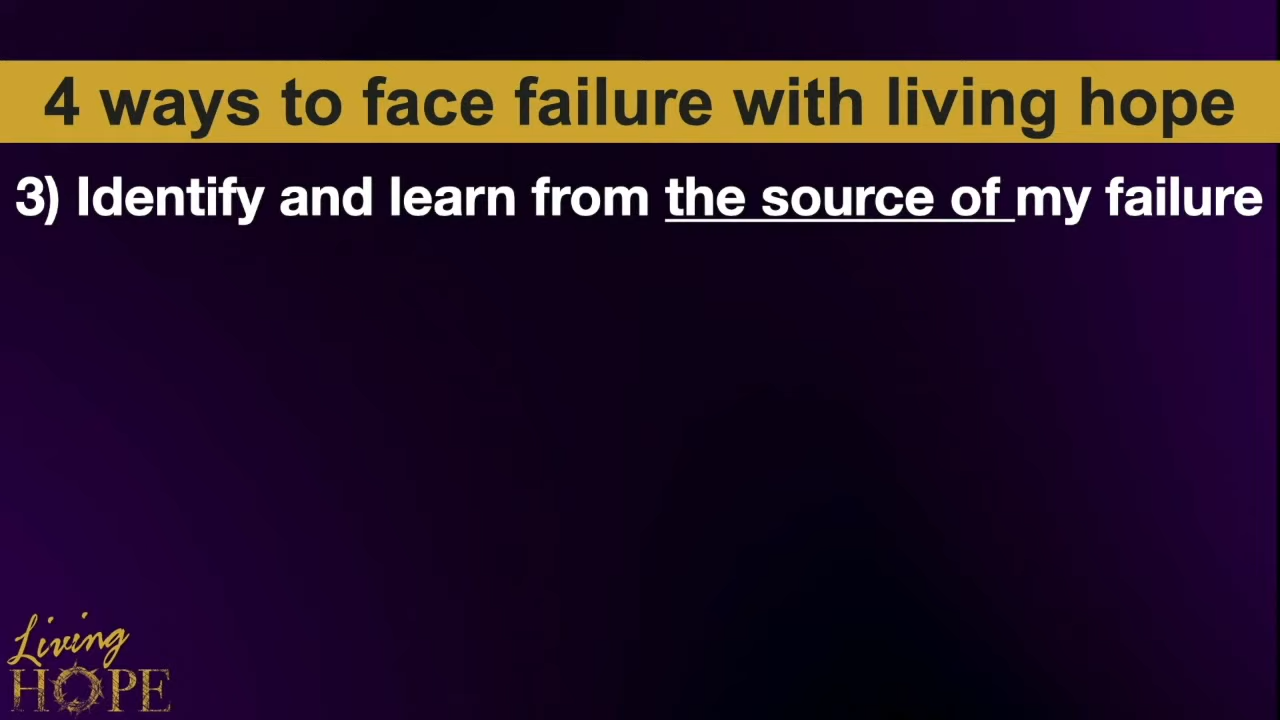 4 ways to face failure with living hope
3) Identify and learn from the source of my failure
Living
HOPE